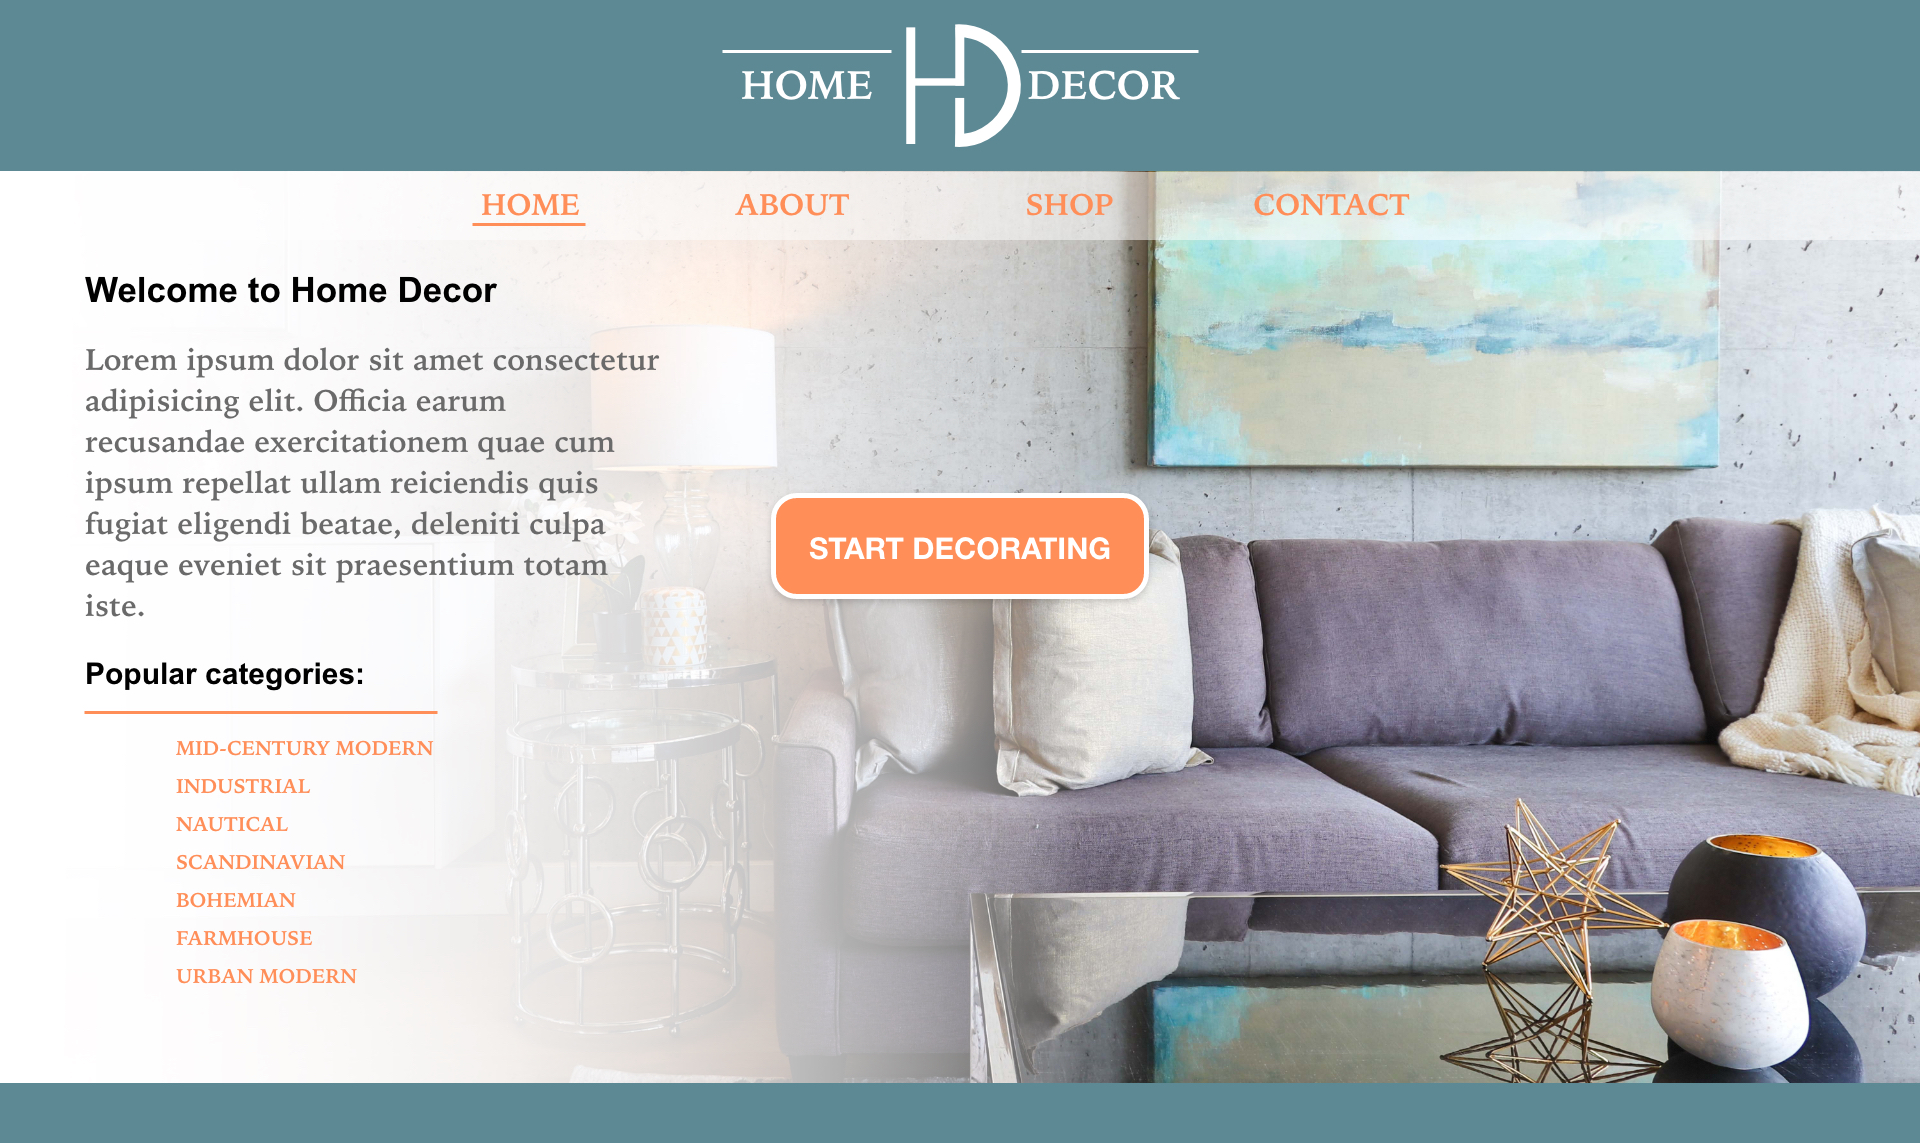 HOME HD DECOR
HOME ABOUT SHOP CONTACT
Welcome to Home Decor
Lorem ipsum dolor sit amet consectetur
adipisicing elit. Officia earum
recusandae exercitationem quae cum
ipsum repellat ullam reiciendis quis
fugiat eligendi beatae, deleniti culpa
eaque eveniet sit praesentium totam
iste.
START DECORATING
Popular categories:
MID-CENTURY MODERN
INDUSTRIAL
NAUTICAL
SCANDINAVIAN
BOHEMIAN
FARMHOUSE
URBAN MODERN